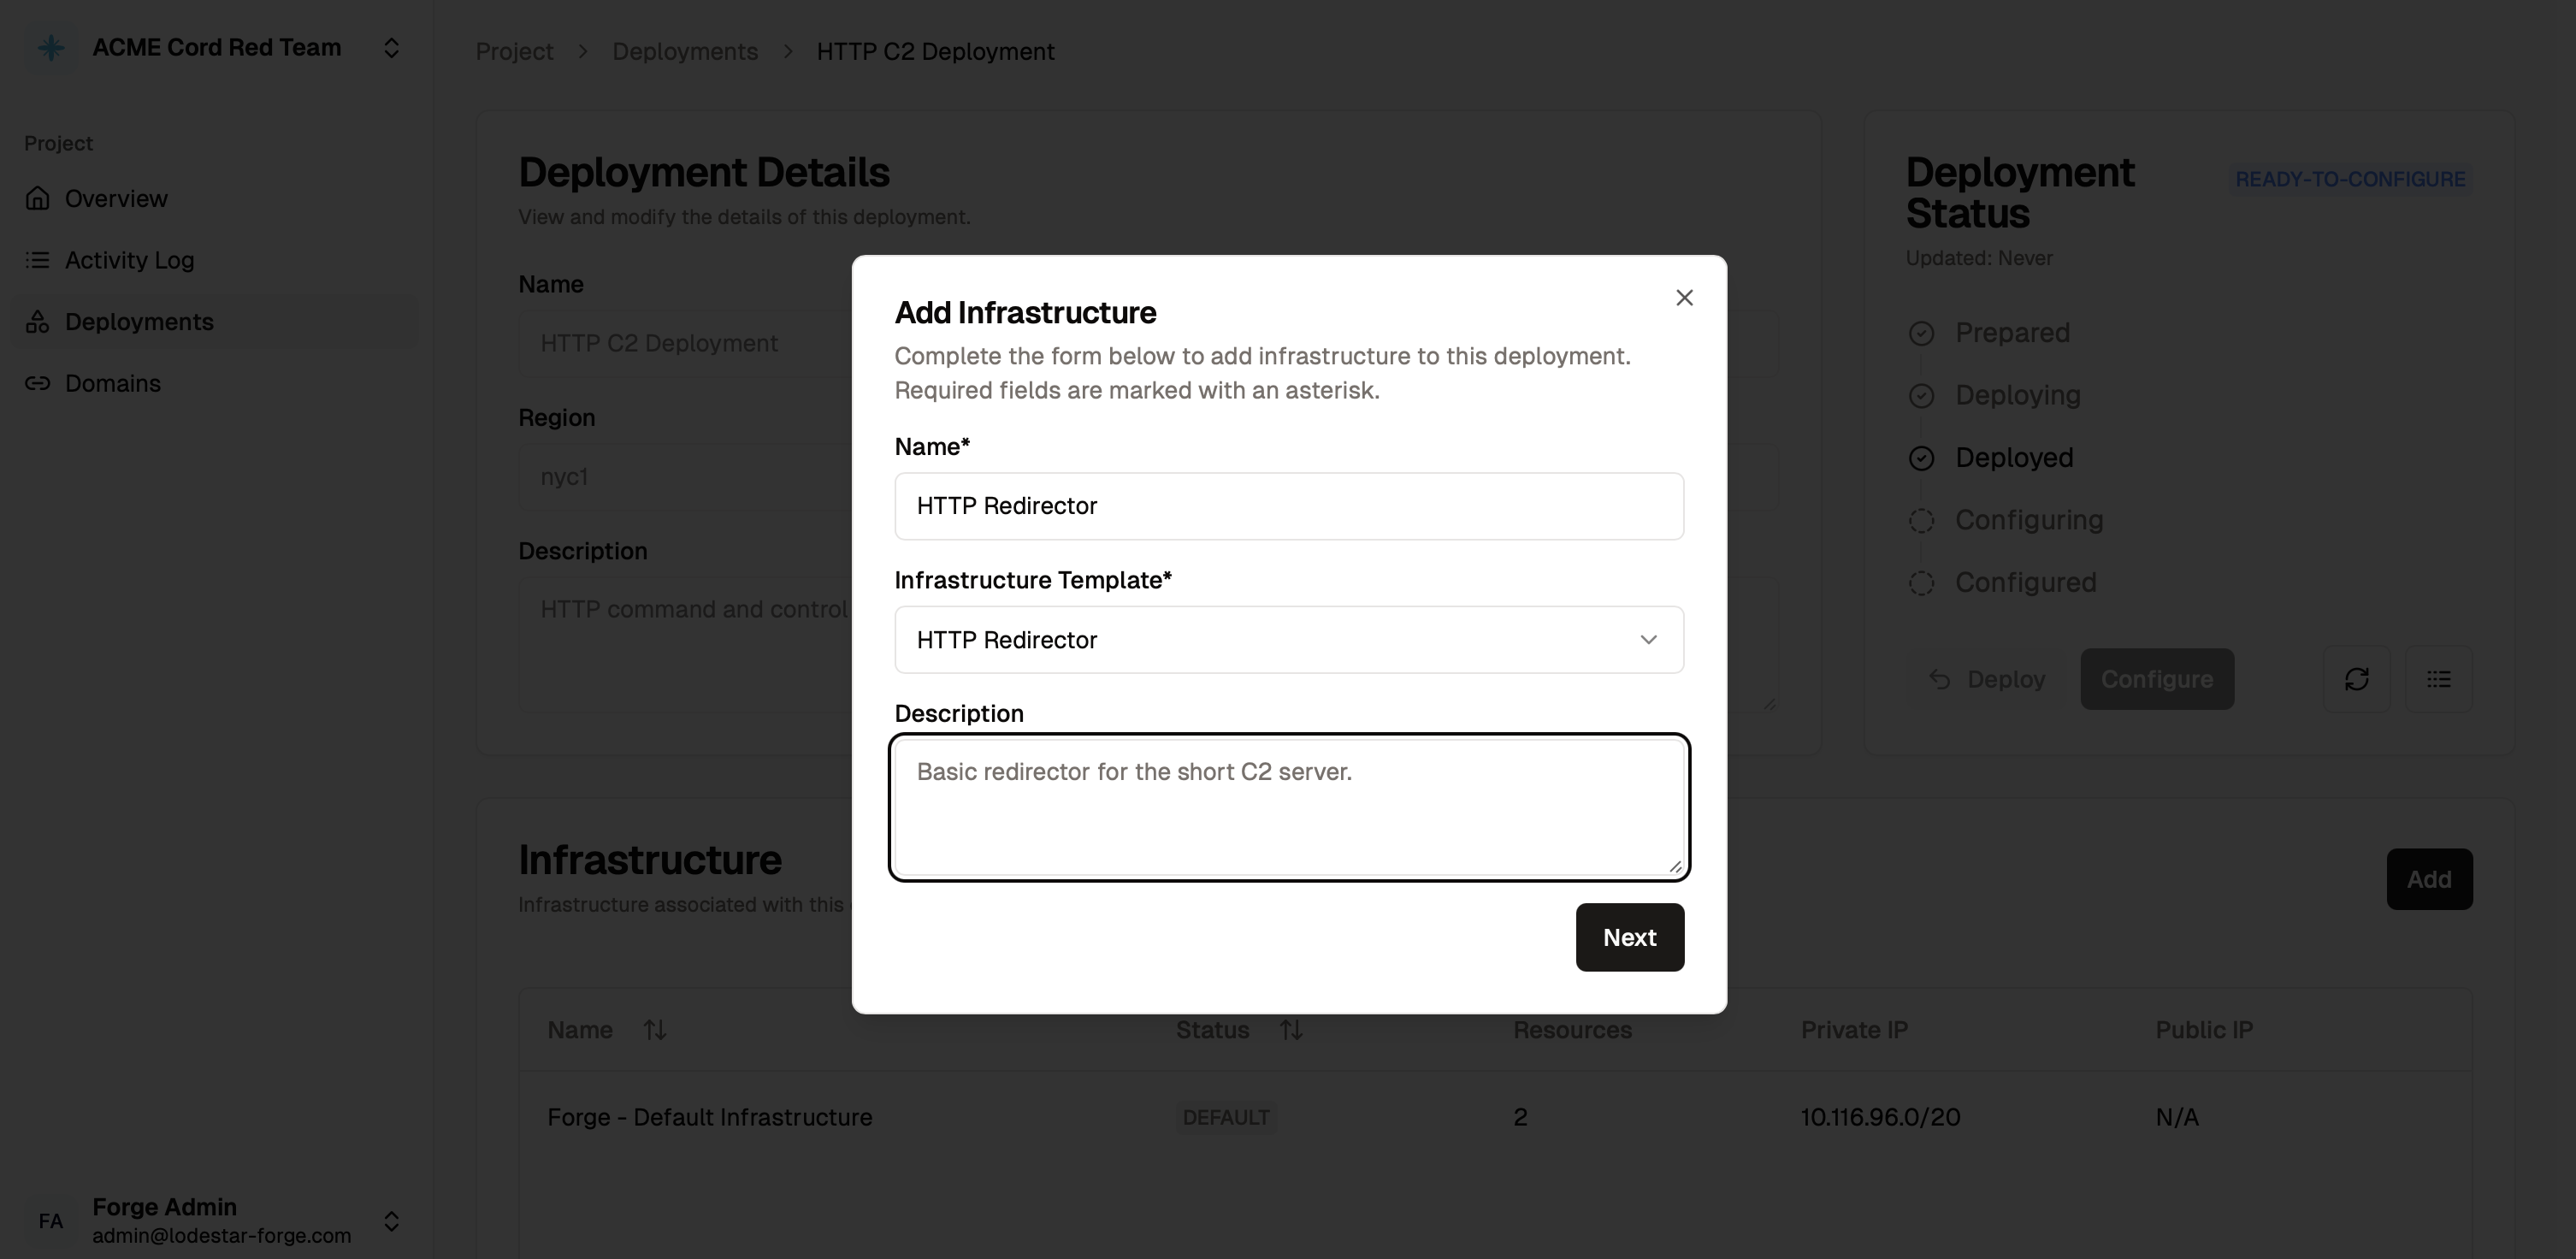 ACME Cord Red Team
Project
Overview
Activity Log
Deployments
Domains
FA
Forge Admin
admin@lodestar-forge.com
Project
Deployments
HTTP C2 Deployment
Deployment Details
View and modify the details of this deployment.
Name
HTTP C2 Deployment
Region
nyc1
Description
HTTP command and control
Deployment
Status
READY-TO-CONFIGURE
Updated: Never
Prepared
Deploying
Deployed
Configuring
Configured
Deploy
Configure
Add Infrastructure
Complete the form below to add infrastructure to this deployment.
Required fields are marked with an asterisk.
Name*
HTTP Redirector
Infrastructure Template*
HTTP Redirector
Description
Basic redirector for the short C2 server.
Next
Infrastructure
Infrastructure associated with this
Add
Name
Status
Resources
Private IP
Public IP
Forge - Default Infrastructure
DEFAULT
2
10.116.96.0/20
N/A